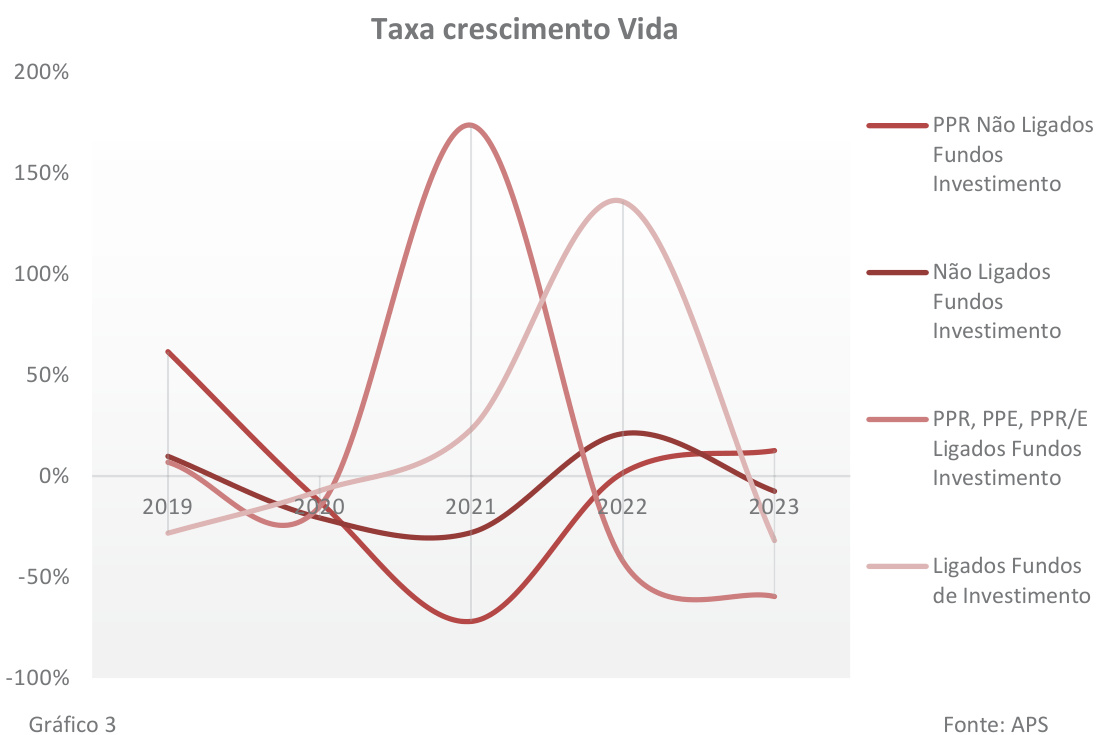 Taxa crescimento Vida
200%
150%
100%
50%
0%
-50%
-100%
2019
2020
2021
2022
2023
PPR Não Ligados
Fundos
Investimento
Não Ligados
Fundos
Investimento
PPR, PPE, PPR/E
Ligados Fundos
Investimento
Ligados Fundos
de Investimento
Gráfico 3
Fonte: APS